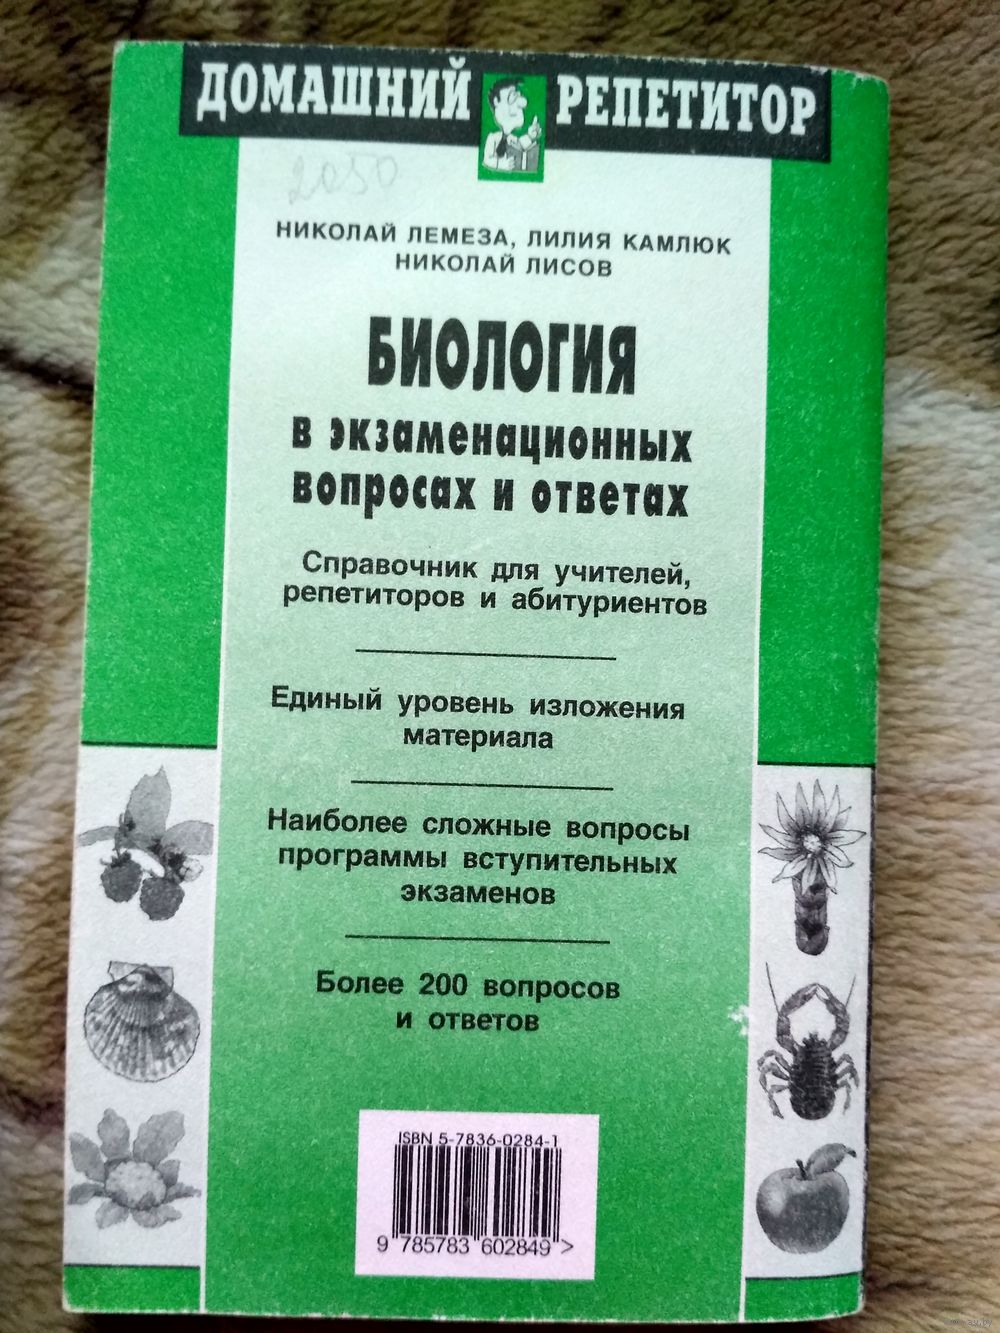 ДОМАШНИЙ РЕПЕТИТОР
2050
НИКОЛАЙ ЛЕМЕЗА, ЛИЛИЯ КАМЛЮК
НИКОЛАЙ ЛИСОВ
БИОЛОГИЯ
в экзаменационных
вопросах и ответах
Справочник для учителей,
репетиторов и абитуриентов
Единый уровень изложения
материала
Наиболее сложные вопросы
программы вступительных
экзаменов
Более 200 вопросов
и ответов
ISBN 5-7836-0284-1
9 785783 602849 >